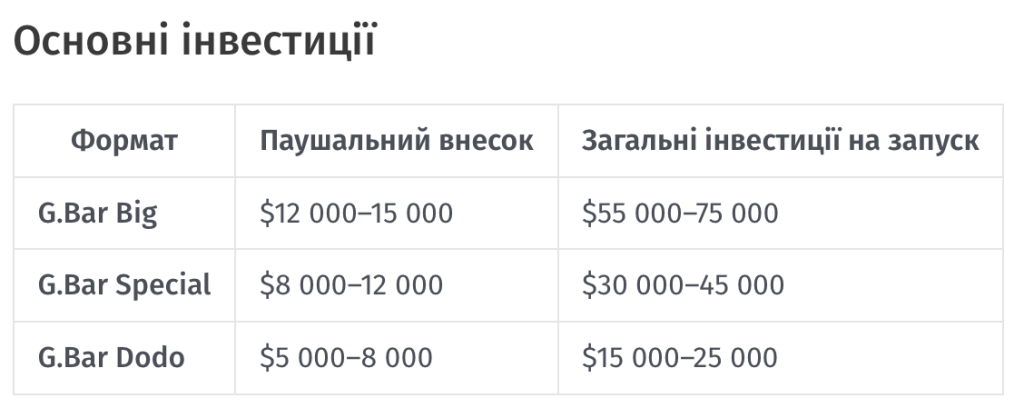 Основні інвестиції
Формат Паушальний внесок Загальні інвестиції на запуск
G.Bar Big $12 000–15 000 $55 000–75 000
G.Bar Special $8 000–12 000 $30 000–45 000
G.Bar Dodo $5 000–8 000 $15 000–25 000